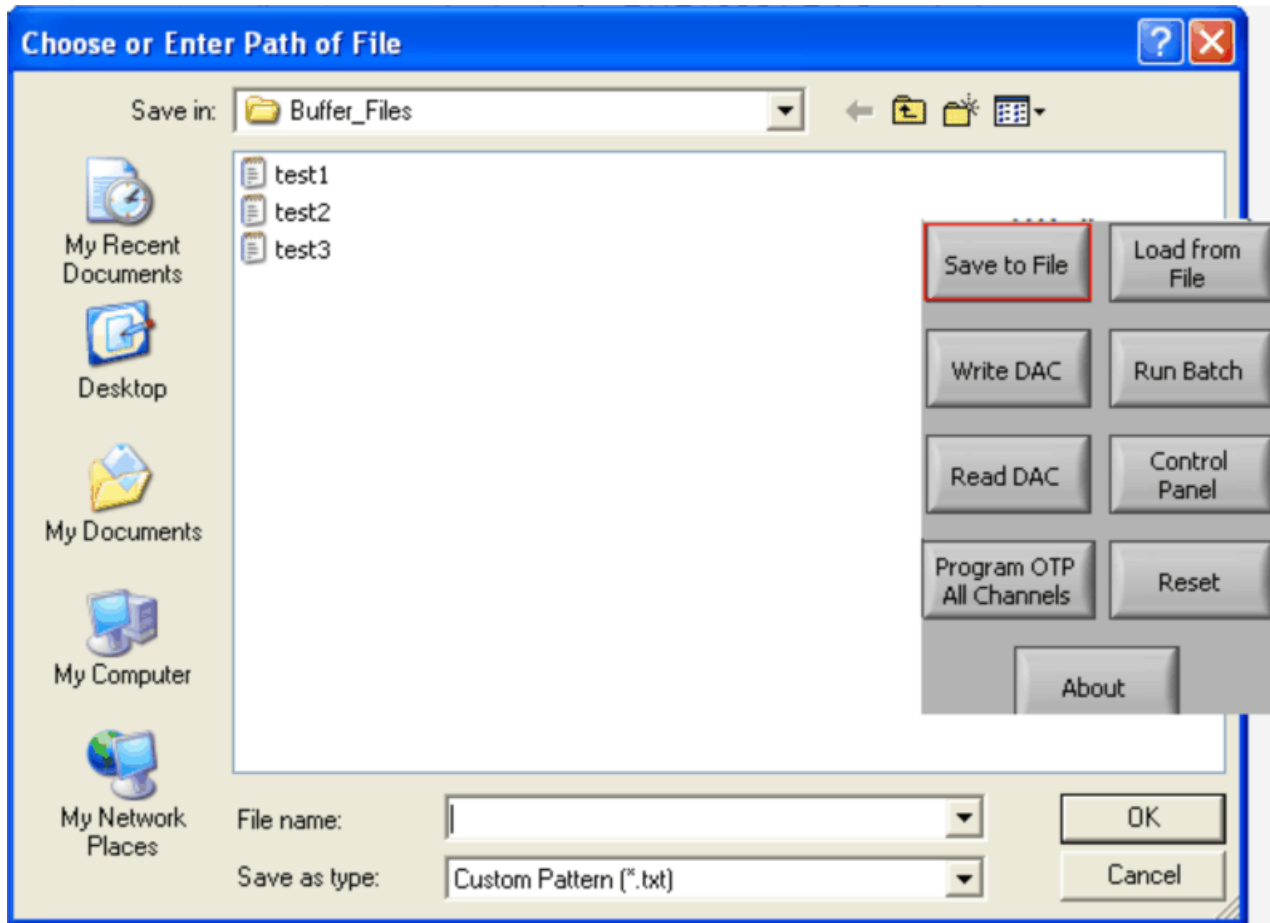 Choose or Enter Path of File
Save in:
Buffer_Files
test1
test2
test3
My Recent
Documents
Desktop
My Documents
My Computer
My Network
Places
Save to File
Load from
File
Write DAC
Run Batch
Read DAC
Control
Panel
Program OTP
All Channels
Reset
About
File name:
OK
Save as type:
Custom Pattern (*.txt)
Cancel